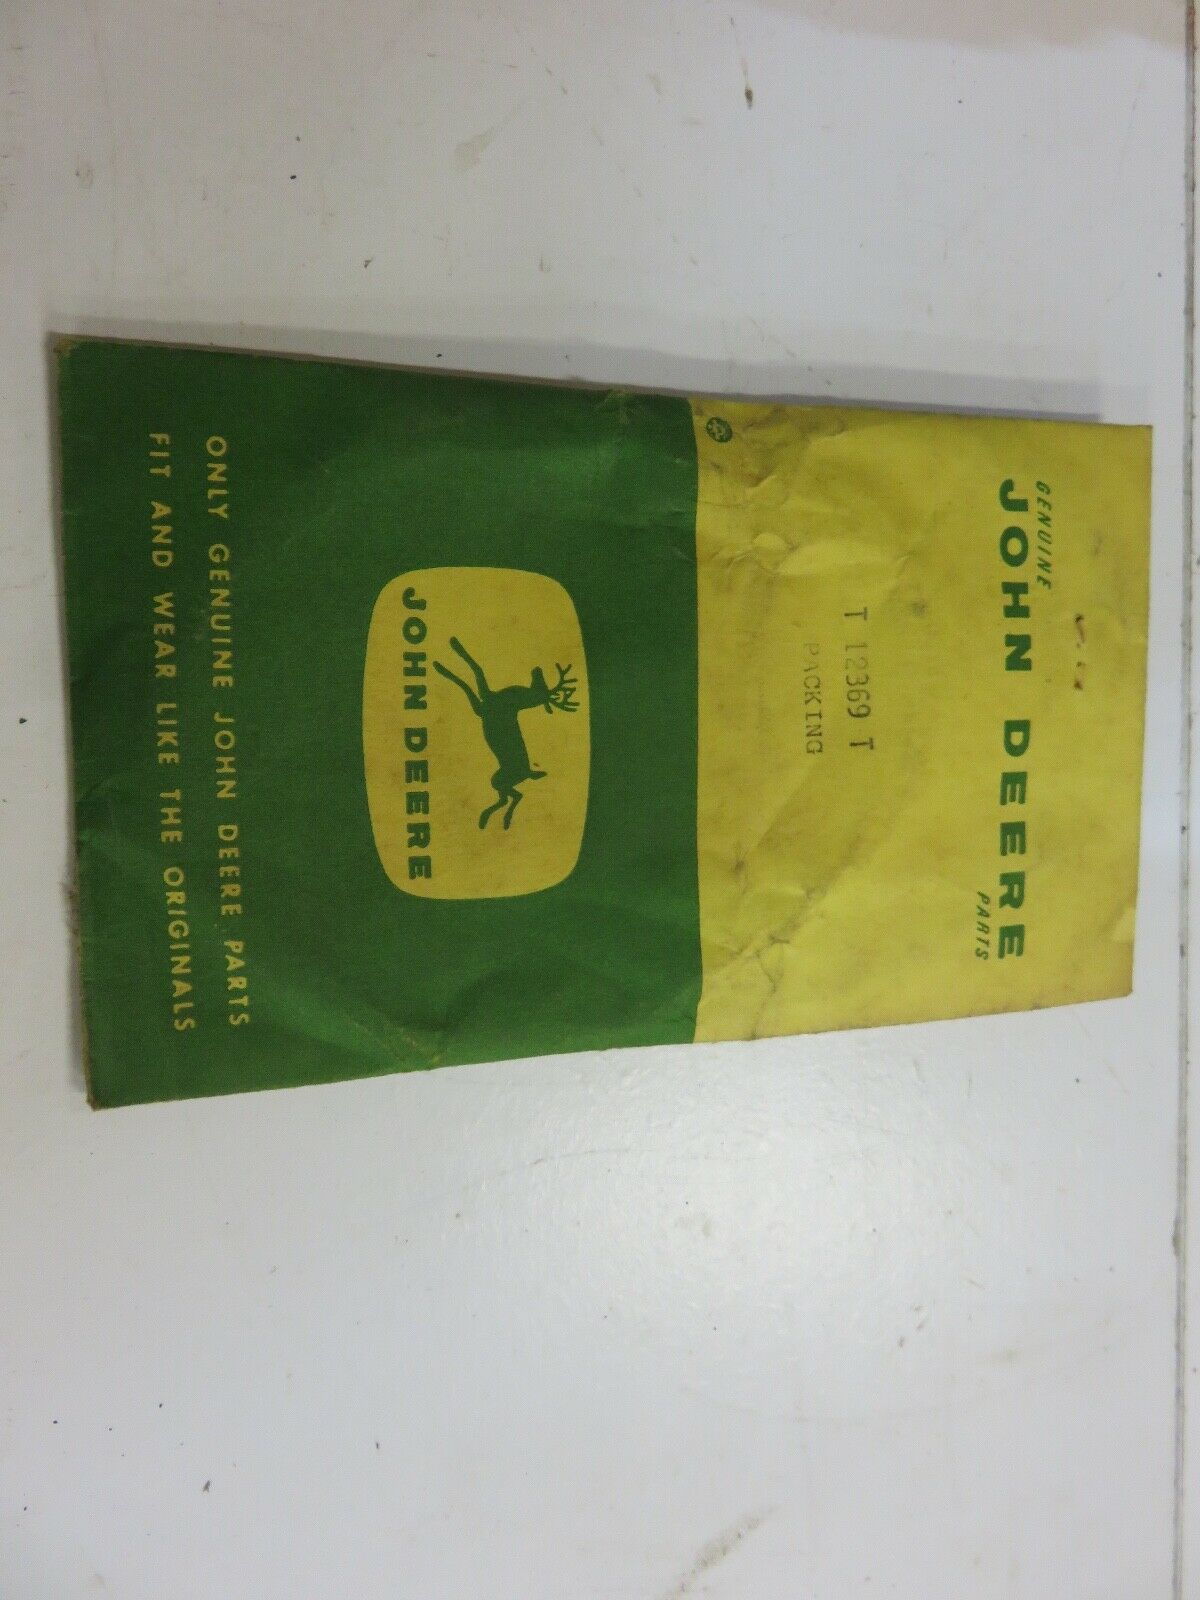 GENUINE
JOHN DEERE
PARTS
T 12369 T
PACKING
JOHN DEERE
ONLY GENUINE JOHN DEERE PARTS
FIT AND WEAR LIKE THE ORIGINALS